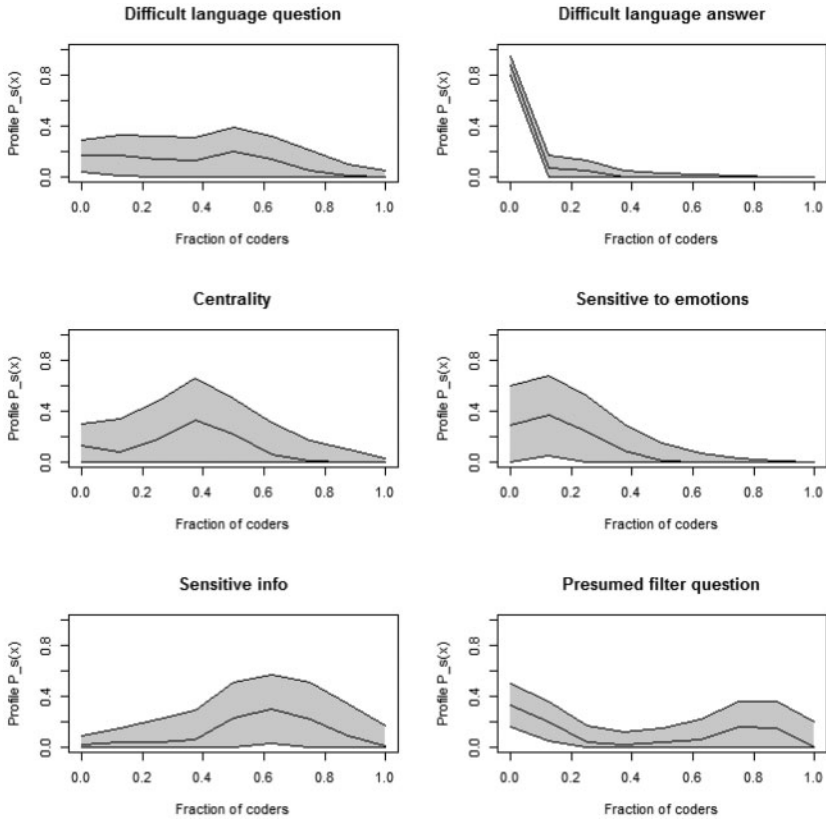 Difficult language question
Profile P_s(x)
0.0 0.4 0.8
0.0 0.2 0.4 0.6 0.8 1.0
Fraction of coders
Difficult language answer
Profile P_s(x)
0.0 0.4 0.8
0.0 0.2 0.4 0.6 0.8 1.0
Fraction of coders
Centrality
Profile P_s(x)
0.0 0.4 0.8
0.0 0.2 0.4 0.6 0.8 1.0
Fraction of coders
Sensitive to emotions
Profile P_s(x)
0.0 0.4 0.8
0.0 0.2 0.4 0.6 0.8 1.0
Fraction of coders
Sensitive info
Profile P_s(x)
0.0 0.4 0.8
0.0 0.2 0.4 0.6 0.8 1.0
Fraction of coders
Presumed filter question
Profile P_s(x)
0.0 0.4 0.8
0.0 0.2 0.4 0.6 0.8 1.0
Fraction of coders